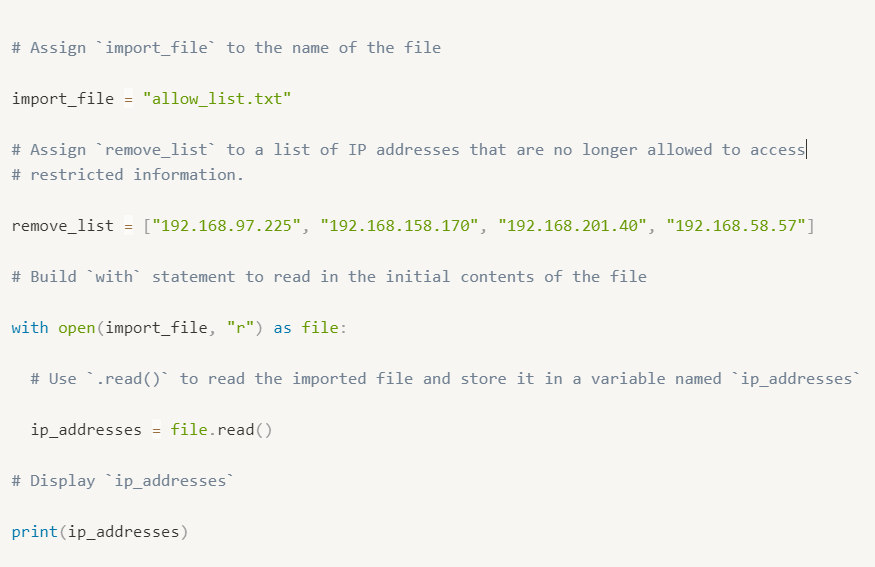 # Assign `import_file` to the name of the file
import_file = "allow_list.txt"
# Assign `remove_list` to a list of IP addresses that are no longer allowed to access
# restricted information.
remove_list = ["192.168.97.225", "192.168.158.170", "192.168.201.40", "192.168.58.57"]
# Build `with` statement to read in the initial contents of the file
with open(import_file, "r") as file:
  # Use `.read()` to read the imported file and store it in a variable named `ip_addresses`
  ip_addresses = file.read()
# Display `ip_addresses`
print(ip_addresses)